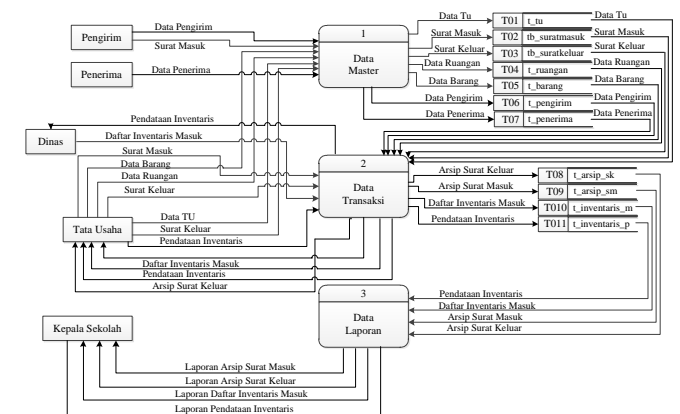 Pengirim
Penerima
Data Pengirim
Surat Masuk
Data Penerima
1
Data
Master
Data Tu
Surat Masuk
Surat Keluar
Data Ruangan
Data Barang
Data Pengirim
Data Penerima
T01 t_tu
T02 tb_suratmasuk
T03 tb_suratkeluar
T04 t_ruangan
T05 t_barang
T06 t_pengirim
T07 t_penerima
Data Tu
Surat Masuk
Surat Keluar
Data Ruangan
Data Barang
Data Pengirim
Data Penerima
Dinas
Pendataan Inventaris
Daftar Inventaris Masuk
Surat Masuk
Data Barang
Data Ruangan
Surat Keluar
Tata Usaha
Data TU
Surat Keluar
Pendataan Inventaris
2
Data
Transaksi
Arsip Surat Keluar
Arsip Surat Masuk
Daftar Inventaris Masuk
Pendataan Inventaris
T08 t_arsip_sk
T09 t_arsip_sm
T010 t_inventaris_m
T011 t_inventaris_p
Daftar Inventaris Masuk
Pendataan Inventaris
Arsip Surat Keluar
3
Data
Laporan
Pendataan Inventaris
Daftar Inventaris Masuk
Arsip Surat Masuk
Arsip Surat Keluar
Kepala Sekolah
Laporan Arsip Surat Masuk
Laporan Arsip Surat Keluar
Laporan Daftar Inventaris Masuk
Laporan Pendataan Inventaris